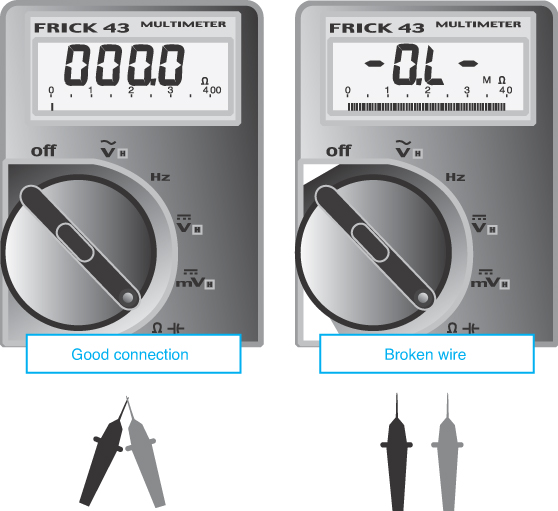 FRICK 43 MULTIMETER
000.0
Ω
0 1 2 3 400
off
V H
Hz
V H
mV H
Ω
Good connection
FRICK 43 MULTIMETER
- 0.L -
M Ω
0 1 2 3 40
off
V H
Hz
V H
mV H
Ω
Broken wire